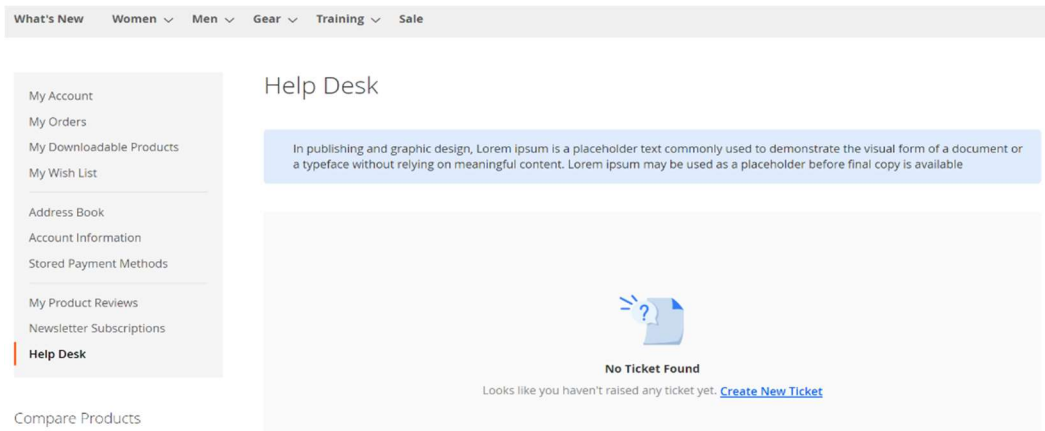 What's New Women Men Gear Training Sale
My Account
My Orders
My Downloadable Products
My Wish List
Address Book
Account Information
Stored Payment Methods
My Product Reviews
Newsletter Subscriptions
Help Desk
Compare Products
Help Desk
In publishing and graphic design, Lorem ipsum is a placeholder text commonly used to demonstrate the visual form of a document or
a typeface without relying on meaningful content. Lorem ipsum may be used as a placeholder before final copy is available
?
No Ticket Found
Looks like you haven't raised any ticket yet. Create New Ticket